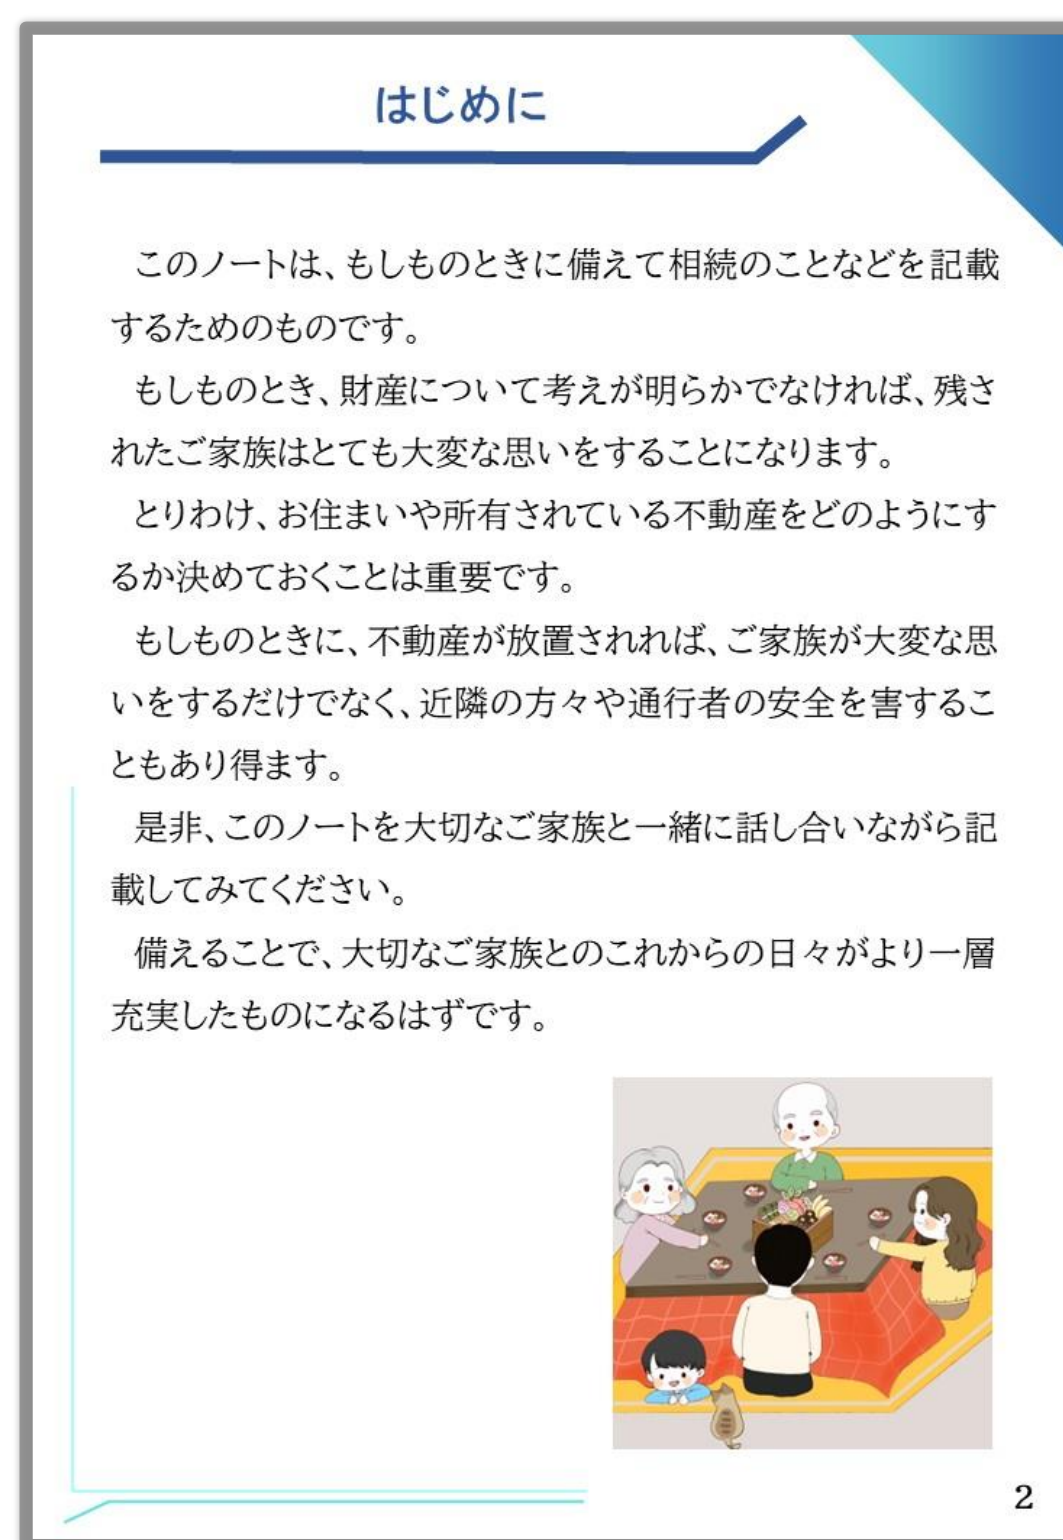 はじめに
このノートは、もしものときに備えて相続のことなどを記載
するためのものです。
もしものとき、財産について考えが明らかでなければ、残さ
れたご家族はとても大変な思いをすることになります。
とりわけ、お住まいや所有されている不動産をどのようにす
るか決めておくことは重要です。
もしものときに、不動産が放置されれば、ご家族が大変な思
いをするだけでなく、近隣の方々や通行者の安全を害するこ
ともあり得ます。
是非、このノートを大切なご家族と一緒に話し合いながら記
載してみてください。
備えることで、大切なご家族とのこれからの日々がより一層
充実したものになるはずです。
2